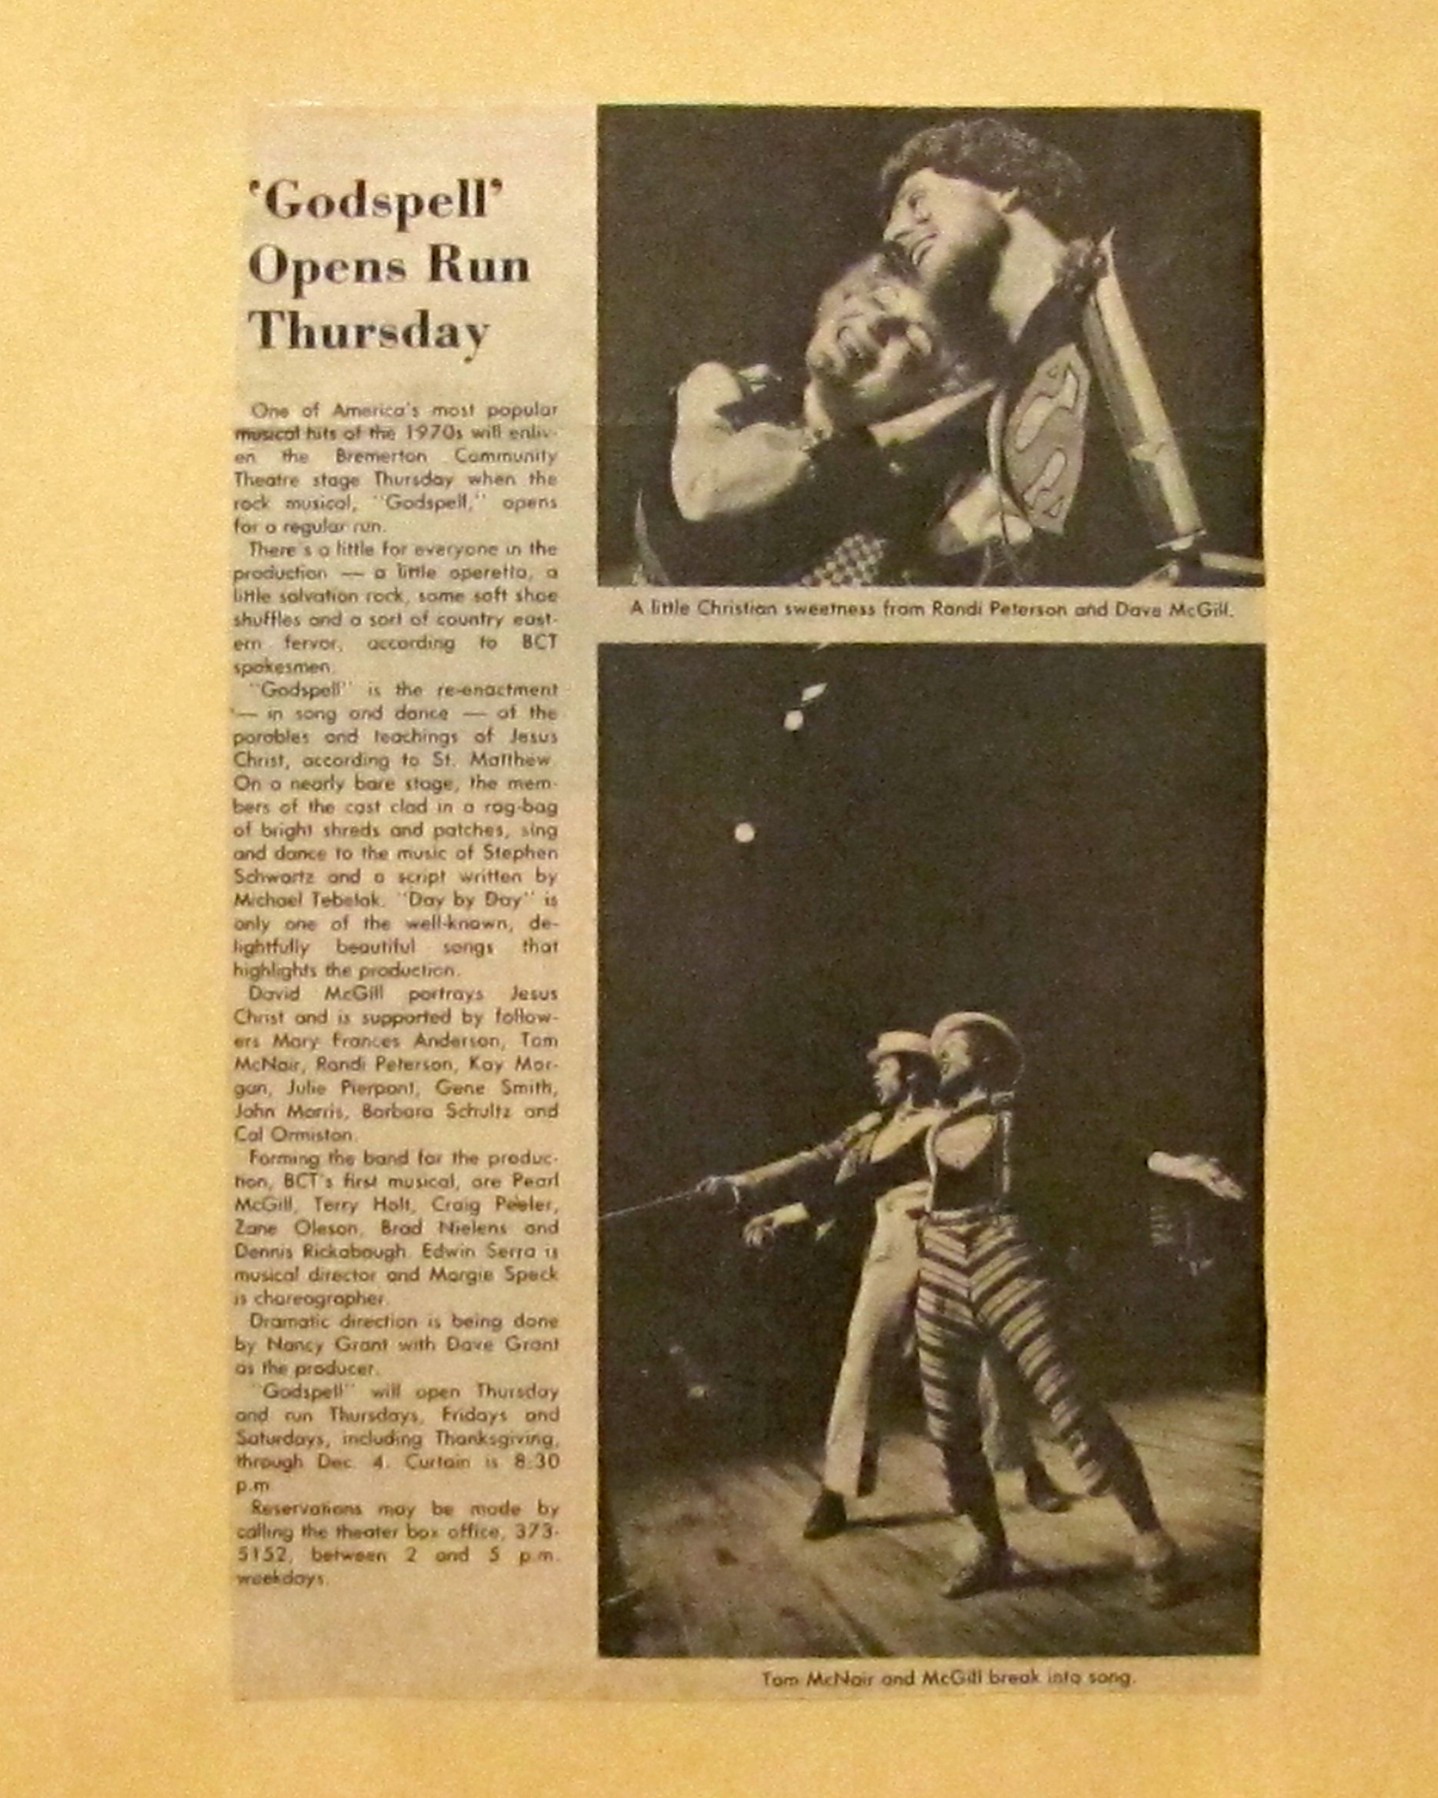 'Godspell'
Opens Run
Thursday
One of America's most popular
musical hits of the 1970s will enliv-
en the Bremerton Community
Theatre stage Thursday when the
rock musical, "Godspell," opens
for a regular run.
There's a little for everyone in the
production — a little operetta, a
little salvation rock, some soft shoe
shuffles and a sort of country east-
ern fervor, according to BCT
spokesmen.
"Godspell" is the re-enactment
— in song and dance — of the
parables and teachings of Jesus
Christ, according to St. Matthew.
On a nearly bare stage, the mem-
bers of the cast clad in a rag-bag
of bright shreds and patches, sing
and dance to the music of Stephen
Schwartz and a script written by
Michael Tebelak. "Day by Day" is
only one of the well-known, de-
lightfully beautiful songs that
highlights the production.
David McGill portrays Jesus
Christ and is supported by follow-
ers Mary Frances Anderson, Tom
McNair, Randi Peterson, Kay Mor-
gan, Julie Pierpont, Gene Smith,
John Morris, Barbara Schultz and
Cal Ormiston.
Forming the band for the produc-
tion, BCT's first musical, are Pearl
McGill, Terry Holt, Craig Peeler,
Zane Oleson, Brad Nielens and
Dennis Rickabough. Edwin Serra is
musical director and Margie Speck
is choreographer.
Dramatic direction is being done
by Nancy Grant with Dave Grant
as the producer.
"Godspell" will open Thursday
and run Thursdays, Fridays and
Saturdays, including Thanksgiving,
through Dec. 4. Curtain is 8:30
p.m.
Reservations may be made by
calling the theater box office, 373-
5152, between 2 and 5 p.m.
weekdays.
A little Christian sweetness from Randi Peterson and Dave McGill.
Tom McNair and McGill break into song.